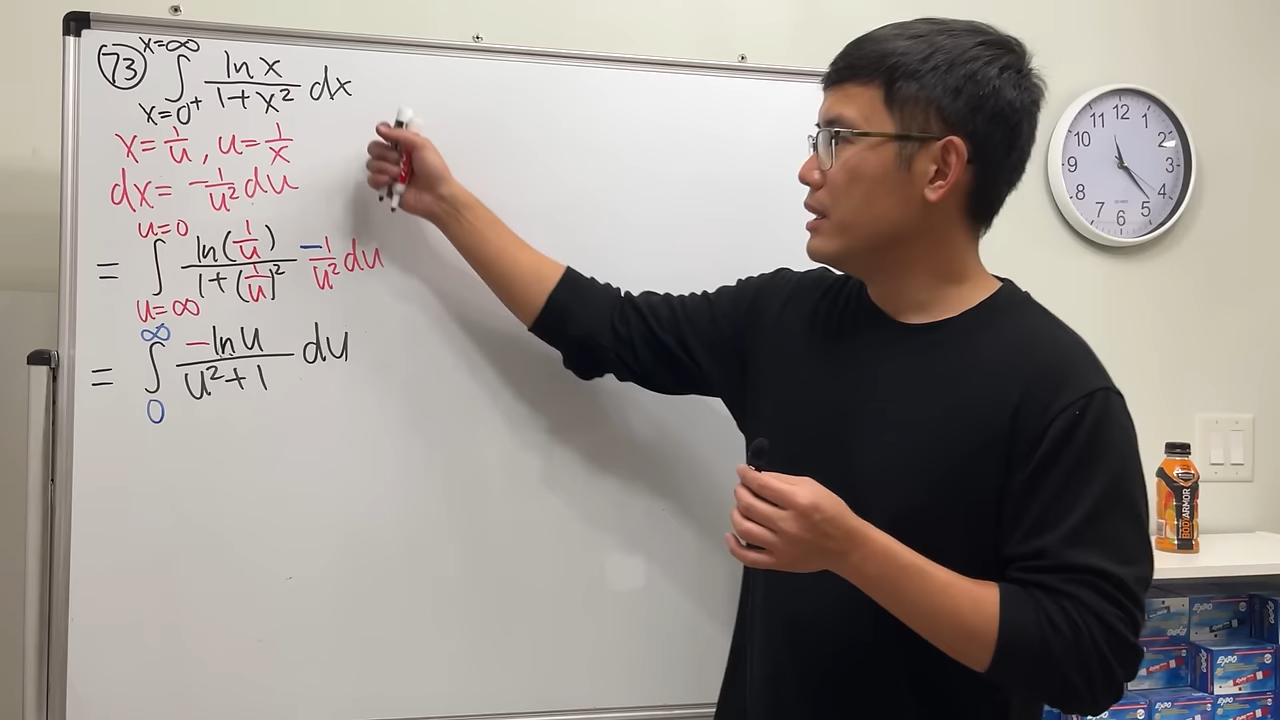 73 x=∞
∫ ln x / 1+x² dx
x=0⁺
x=1/u, u=1/x
dx= -1/u² du
u=0
= ∫ ln(1/u) / 1+(1/u)² -1/u² du
u=∞
∞
= ∫ -ln u / u²+1 du
0
12
11 1
10 2
9 3
8 4
7 5
6
BODYARMOR
EXPO
EXPO
EXPO